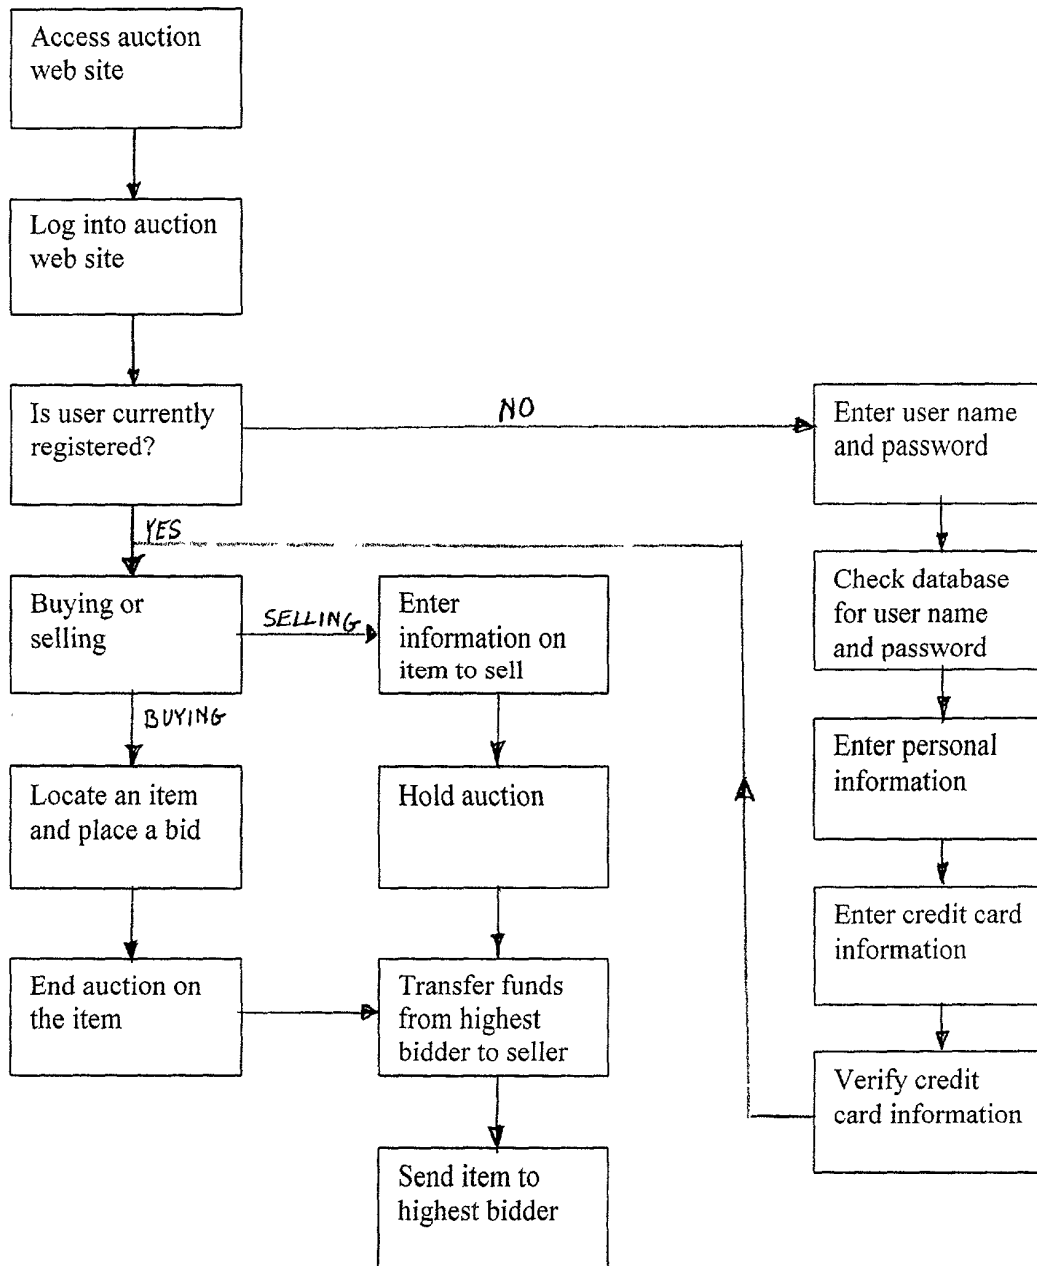 Access auction
web site
Log into auction
web site
Is user currently
registered?
NO
Enter user name
and password
YES
Check database
for user name
and password
Buying or
selling
SELLING
Enter
information on
item to sell
BUYING
Enter personal
information
Locate an item
and place a bid
Hold auction
Enter credit card
information
End auction on
the item
Transfer funds
from highest
bidder to seller
Verify credit
card information
Send item to
highest bidder